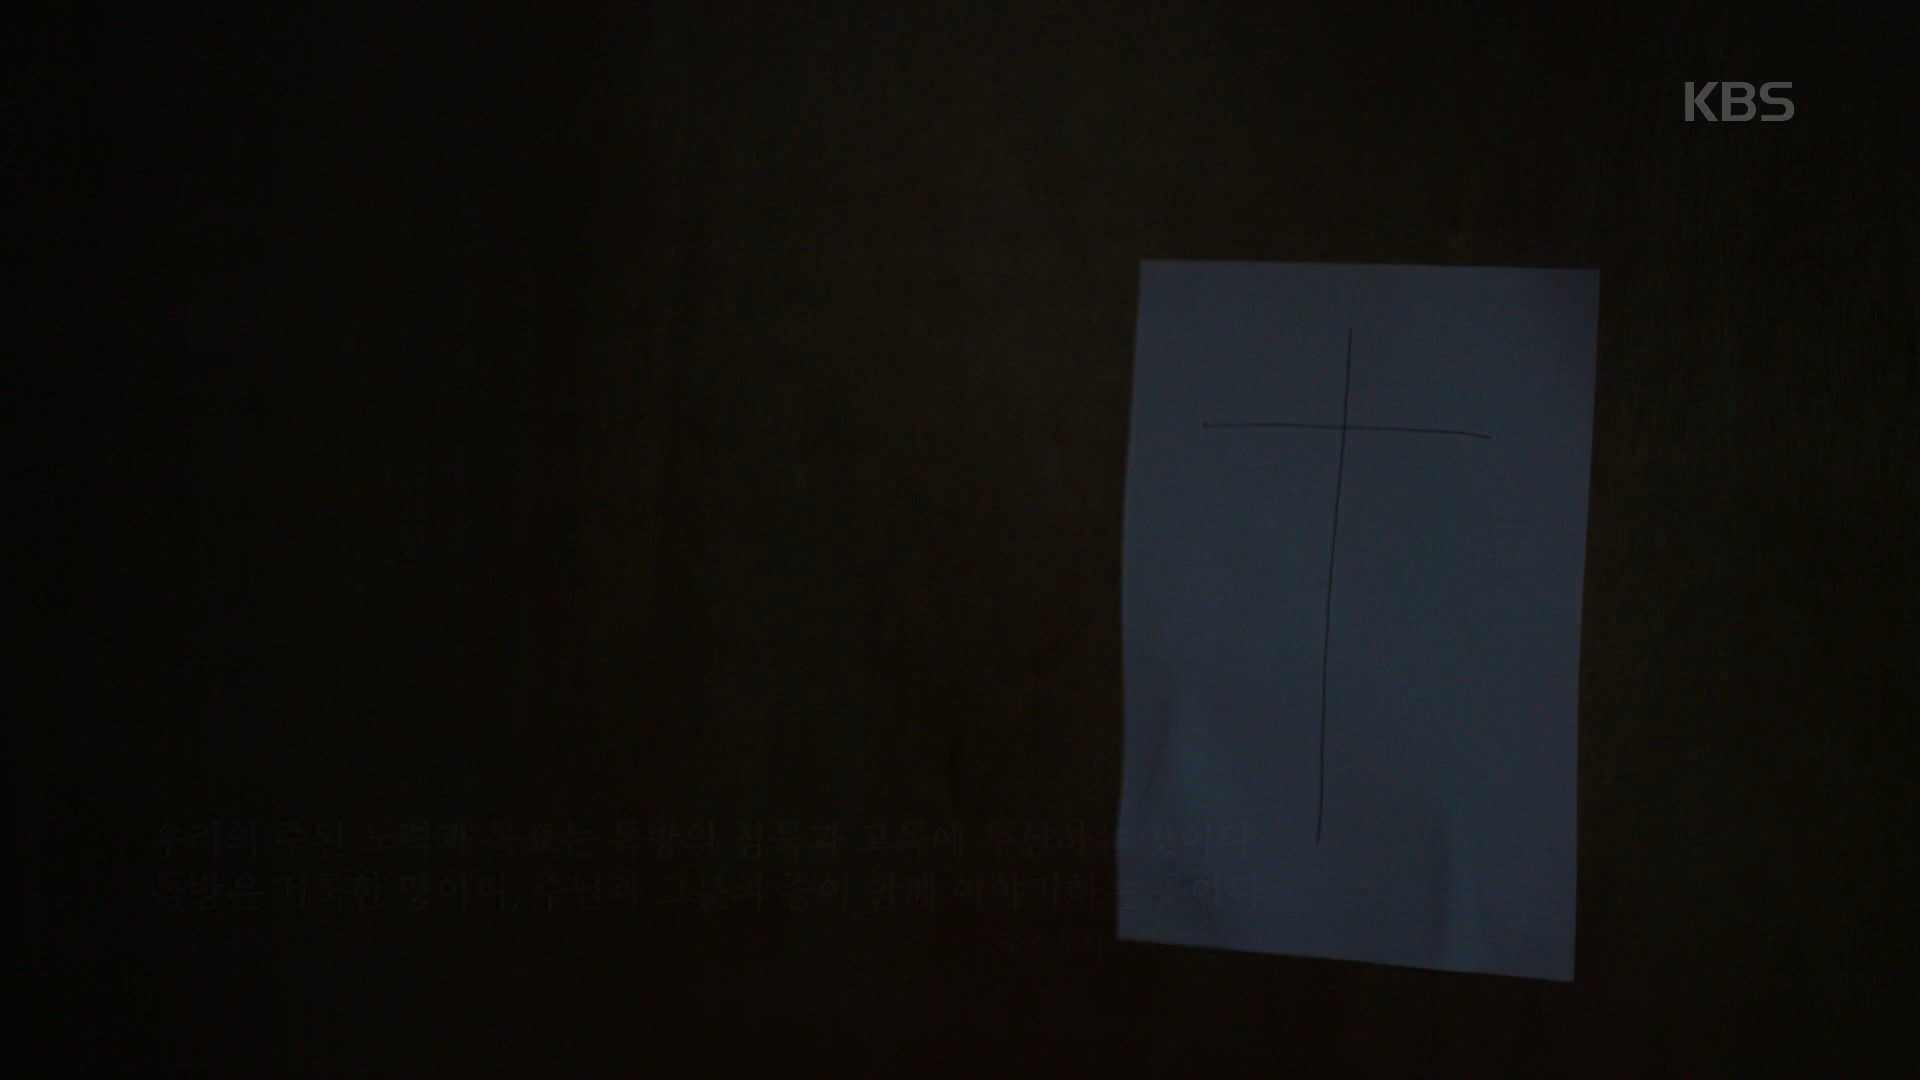 KBS
우리의 주된 노력과 목표는 독방의 침묵과 고독에 투신하는 것이다
독방은 거룩한 땅이며, 주님과 그분의 종이 함께 이야기하는 곳이다